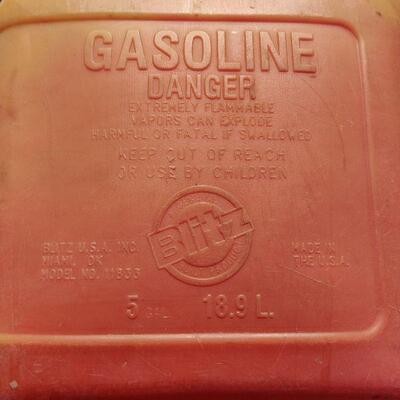 GASOLINE
DANGER
EXTREMELY FLAMMABLE
VAPORS CAN EXPLODE
HARMFUL OR FATAL IF SWALLOWED
KEEP OUT OF REACH
OR USE BY CHILDREN
Blitz
BLITZ U.S.A. INC.
MIAMI, OK
MODEL NO. 11833
MADE IN
THE U.S.A.
5 GAL. 18.9 L.